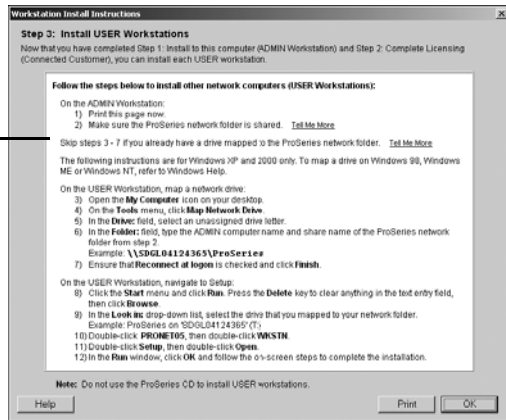 Workstation Install Instructions
Step 3: Install USER Workstations
Now that you have completed Step 1: Install to this computer (ADMIN Workstation) and Step 2: Complete Licensing
(Connected Customer), you can install each USER workstation.
Follow the steps below to install other network computers (USER Workstations):
On the ADMIN Workstation:
1) Print this page now.
2) Make sure the ProSeries network folder is shared. Tell Me More
Skip steps 3 - 7 if you already have a drive mapped to the ProSeries network folder. Tell Me More
The following instructions are for Windows XP and 2000 only. To map a drive on Windows 98, Windows
ME or Windows NT, refer to Windows Help.
On the USER Workstation, map a network drive:
3) Open the My Computer icon on your desktop.
4) On the Tools menu, click Map Network Drive.
5) In the Drive: field, select an unassigned drive letter.
6) In the Folder: field, type the ADMIN computer name and share name of the ProSeries network
folder from step 2.
Example: \\SDGL04124365\ProSeries
7) Ensure that Reconnect at logon is checked and click Finish.
On the USER Workstation, navigate to Setup:
8) Click the Start menu and click Run. Press the Delete key to clear anything in the text entry field,
then click Browse.
9) In the Look in: drop-down list, select the drive that you mapped to your network folder.
Example: ProSeries on 'SDGL04124365' (T:)
10) Double-click PRONET05, then double-click WKSTN.
11) Double-click Setup, then double-click Open.
12) In the Run window, click OK and follow the on-screen steps to complete the installation.
Note: Do not use the ProSeries CD to install USER workstations.
Help Print OK